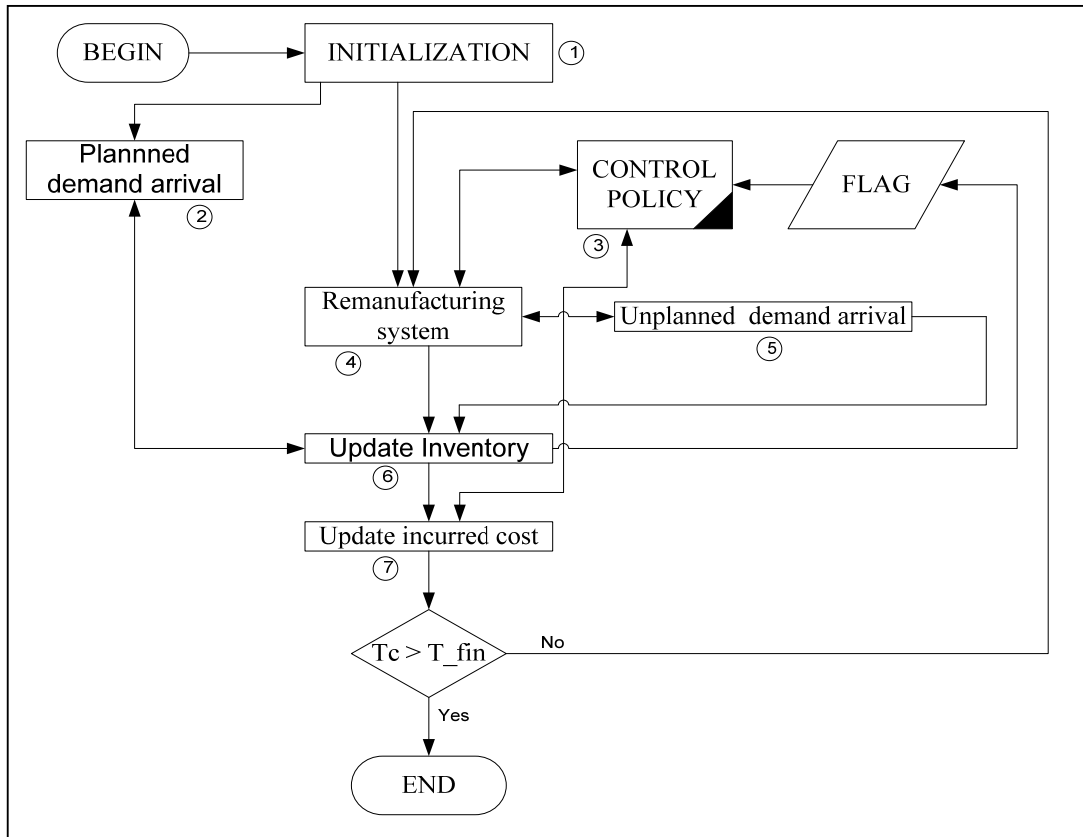 BEGIN
INITIALIZATION
1
Plannned
demand arrival
2
CONTROL
POLICY
3
FLAG
Remanufacturing
system
4
Unplanned demand arrival
5
Update Inventory
6
Update incurred cost
7
Tc > T_fin
No
Yes
END